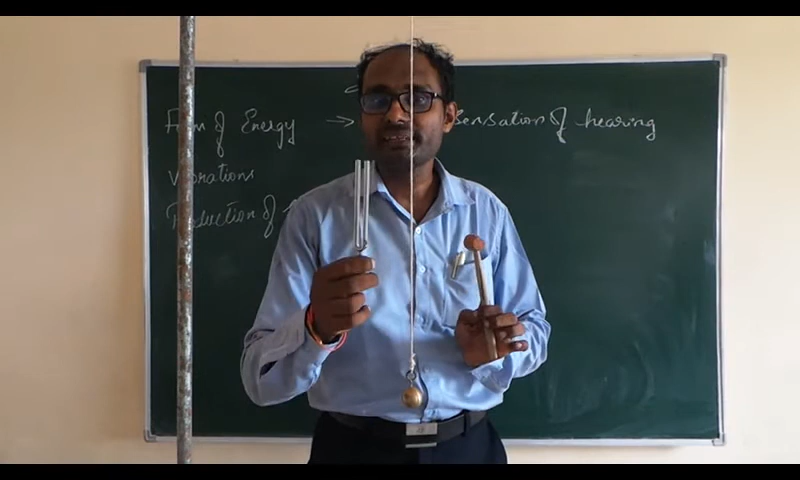 Form of Energy → Sensation of hearing
Vibrations
Production of